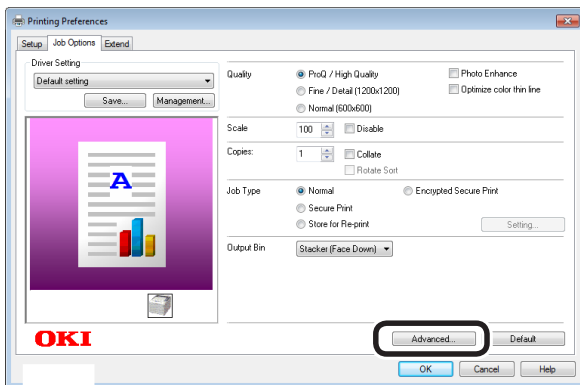 Printing Preferences
Setup Job Options Extend
Driver Setting
Default setting
Save... Management...
A
OKI
Quality ProQ / High Quality Photo Enhance
Fine / Detail (1200x1200) Optimize color thin line
Normal (600x600)
Scale 100 Disable
Copies: 1 Collate
Rotate Sort
Job Type Normal Encrypted Secure Print
Secure Print
Store for Re-print Setting...
Output Bin Stacker (Face Down)
Advanced... Default
OK Cancel Help